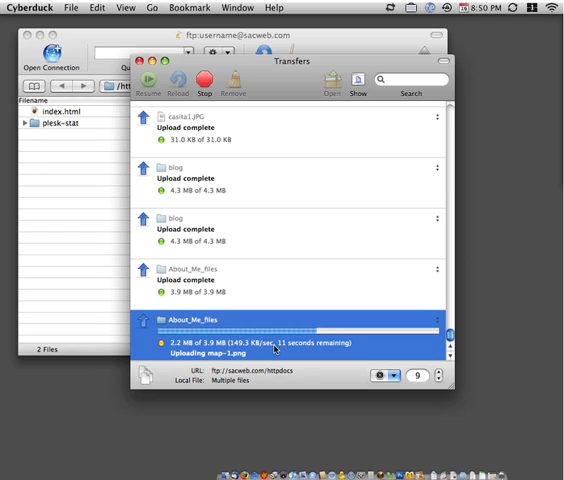 Cyberduck File Edit View Go Bookmark Window Help 8:50 PM
ftp:username@sacweb.com
Open Connection
Transfers
Resume Reload Stop Remove Open Show Search
Filename
index.html
plesk-stat
casita1.JPG
Upload complete
31.0 KB of 31.0 KB
blog
Upload complete
4.3 MB of 4.3 MB
blog
Upload complete
4.3 MB of 4.3 MB
About_Me_files
Upload complete
3.9 MB of 3.9 MB
About_Me_files
2.2 MB of 3.9 MB (149.3 KB/sec, 11 seconds remaining)
Uploading map-1.png
2 Files
URL: ftp://sacweb.com/httpdocs
Local File: Multiple files
9